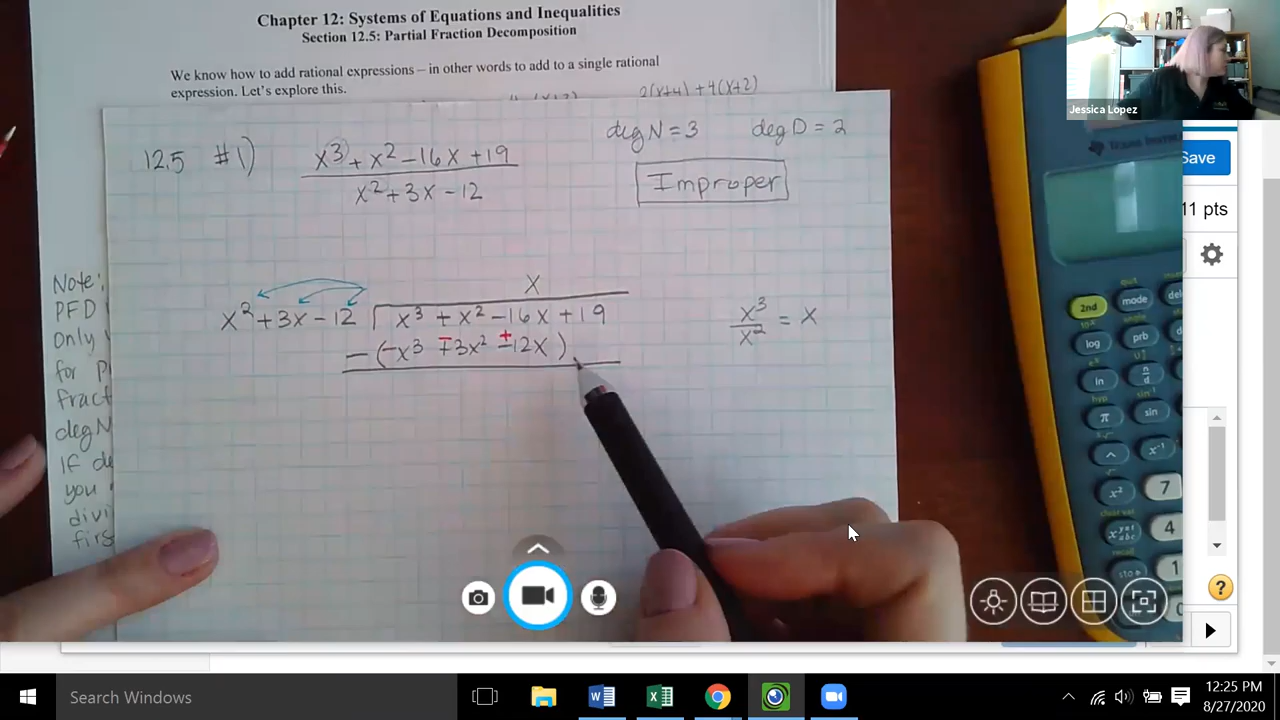 Chapter 12: Systems of Equations and Inequalities
Section 12.5: Partial Fraction Decomposition
We know how to add rational expressions – in other words to add to a single rational
expression. Let's explore this.
2(x+4)+4(x+2)
Jessica Lopez
12.5 #1) x³+x²-16x+19
x²+3x-12
deg N = 3 deg D = 2
Improper
Save
11 pts
Note:
PFD
only
for
fract
deg N
If
you
divi
firs
x
x²+3x-12 x³+x²-16x+19
-(-x³ ∓3x² ±12x)
x³
x² = x
2nd
mode
log
prb
ln
n/d
π
sin
^
x⁻¹
x²
7
4
sto
1
0
?
Search Windows
12:25 PM
8/27/2020